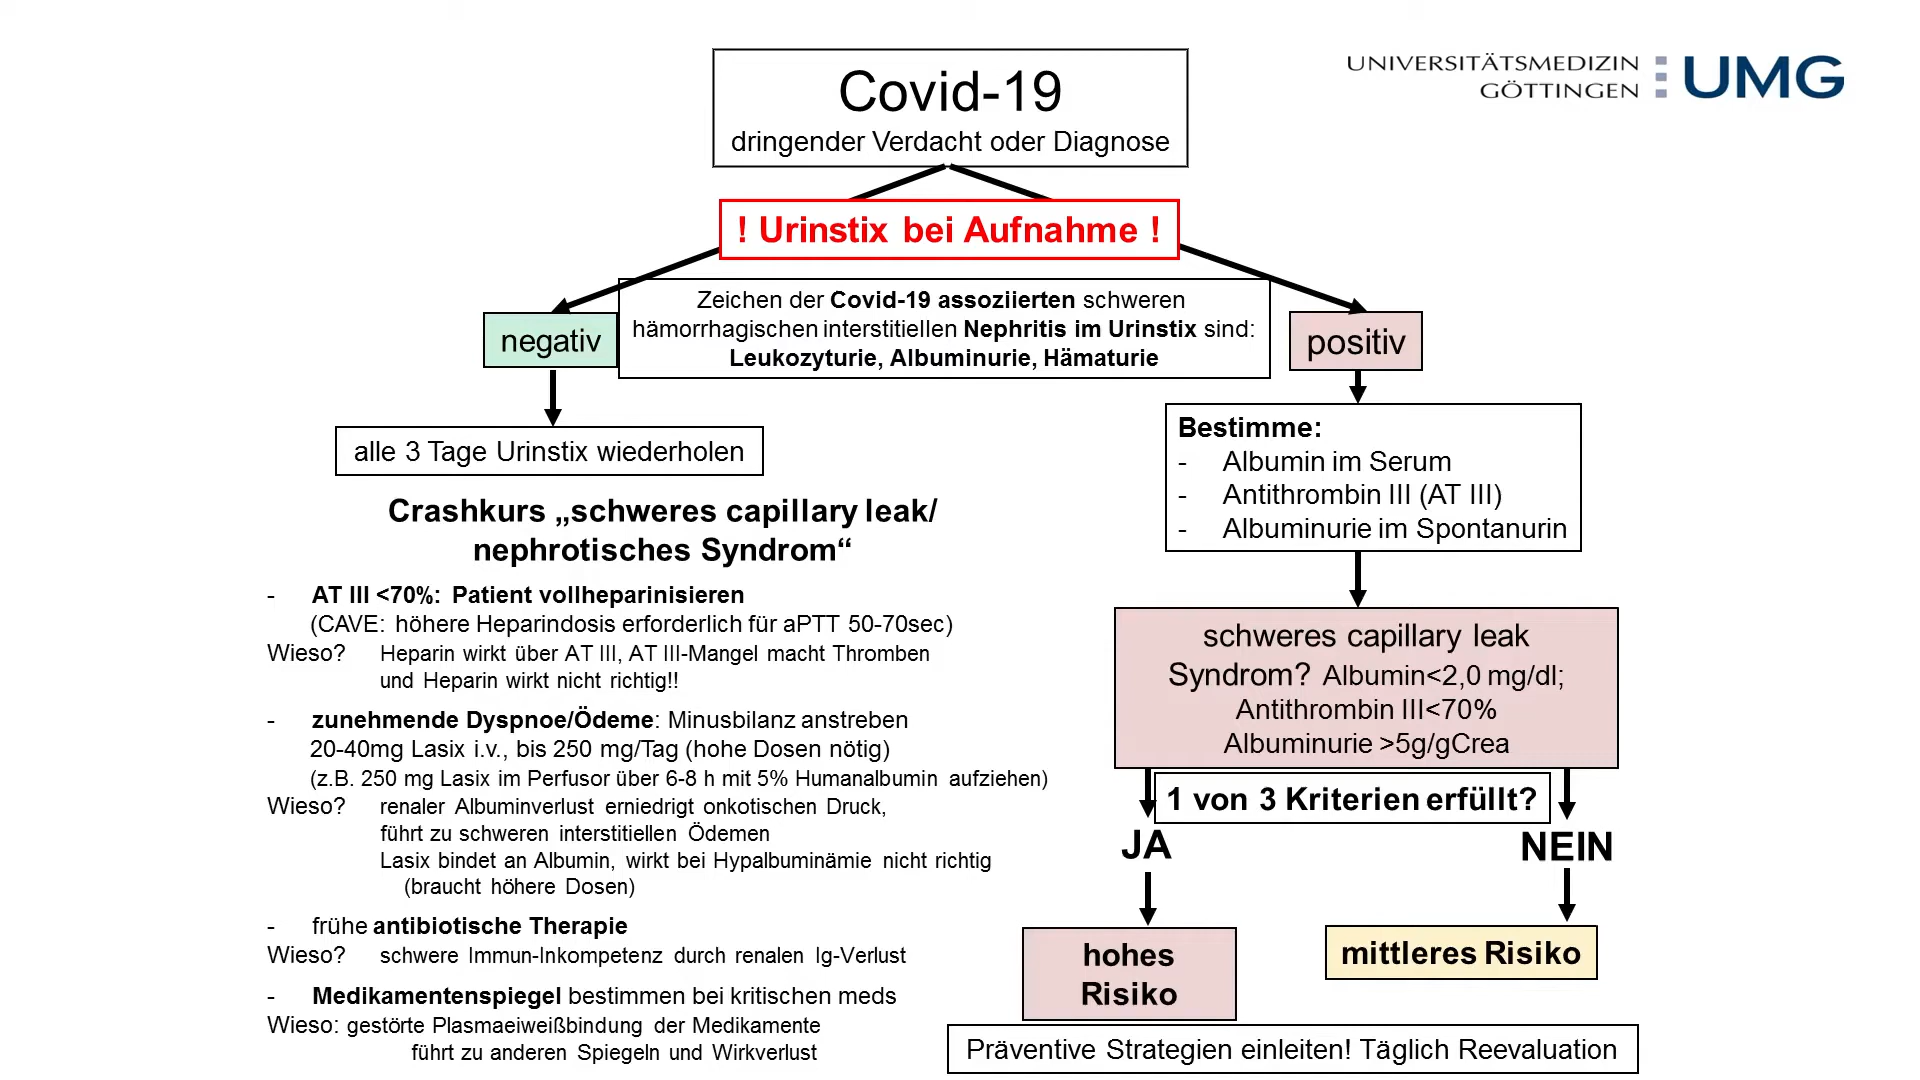 UNIVERSITÄTSMEDIZIN
GÖTTINGEN
UMG
Covid-19
dringender Verdacht oder Diagnose
! Urinstix bei Aufnahme !
Zeichen der Covid-19 assoziierten schweren
hämorrhagischen interstitiellen Nephritis im Urinstix sind:
Leukozyturie, Albuminurie, Hämaturie
negativ
positiv
alle 3 Tage Urinstix wiederholen
Bestimme:
- Albumin im Serum
- Antithrombin III (AT III)
- Albuminurie im Spontanurin
Crashkurs „schweres capillary leak/
nephrotisches Syndrom“
- AT III <70%: Patient vollheparinisieren
(CAVE: höhere Heparindosis erforderlich für aPTT 50-70sec)
Wieso? Heparin wirkt über AT III, AT III-Mangel macht Thromben
und Heparin wirkt nicht richtig!!
- zunehmende Dyspnoe/Ödeme: Minusbilanz anstreben
20-40mg Lasix i.v., bis 250 mg/Tag (hohe Dosen nötig)
(z.B. 250 mg Lasix im Perfusor über 6-8 h mit 5% Humanalbumin aufziehen)
Wieso? renaler Albuminverlust erniedrigt onkotischen Druck,
führt zu schweren interstitiellen Ödemen
Lasix bindet an Albumin, wirkt bei Hypalbuminämie nicht richtig
(braucht höhere Dosen)
- frühe antibiotische Therapie
Wieso? schwere Immun-Inkompetenz durch renalen Ig-Verlust
- Medikamentenspiegel bestimmen bei kritischen meds
Wieso: gestörte Plasmaeiweißbindung der Medikamente
führt zu anderen Spiegeln und Wirkverlust
schweres capillary leak
Syndrom? Albumin<2,0 mg/dl;
Antithrombin III<70%
Albuminurie >5g/gCrea
1 von 3 Kriterien erfüllt?
JA
NEIN
hohes
Risiko
mittleres Risiko
Präventive Strategien einleiten! Täglich Reevaluation